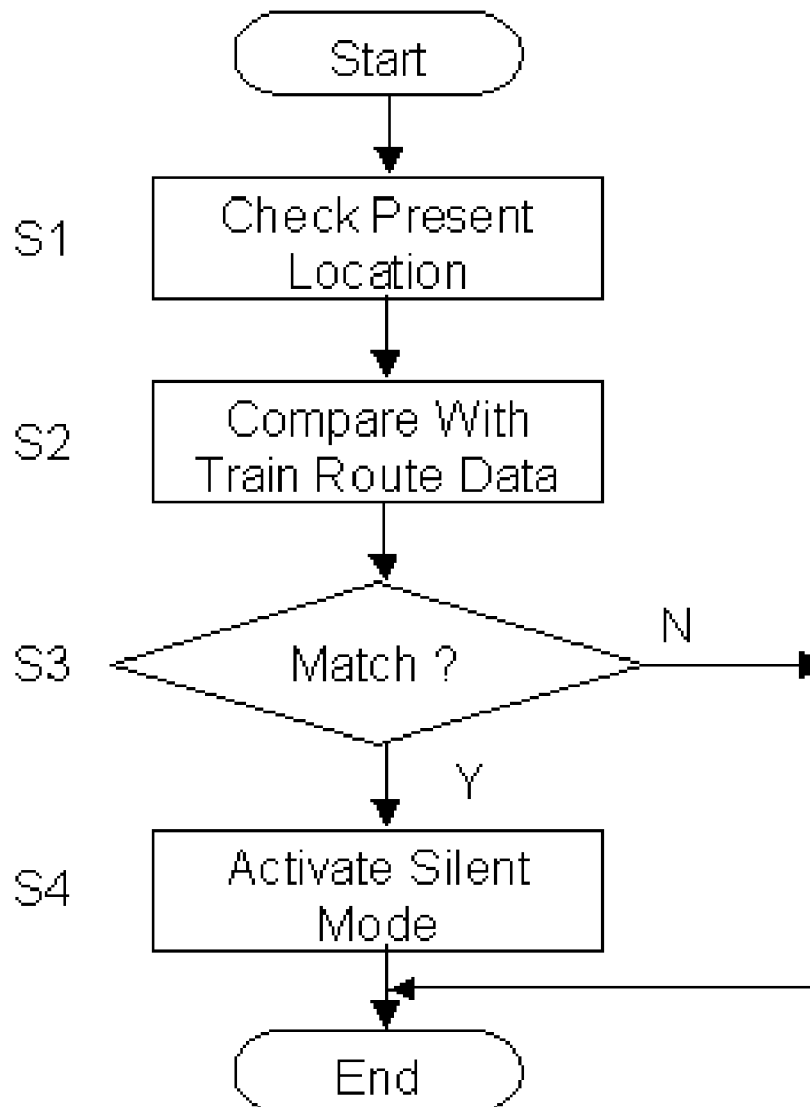 Start
S1
Check Present
Location
S2
Compare With
Train Route Data
S3
Match ?
N
Y
S4
Activate Silent
Mode
End